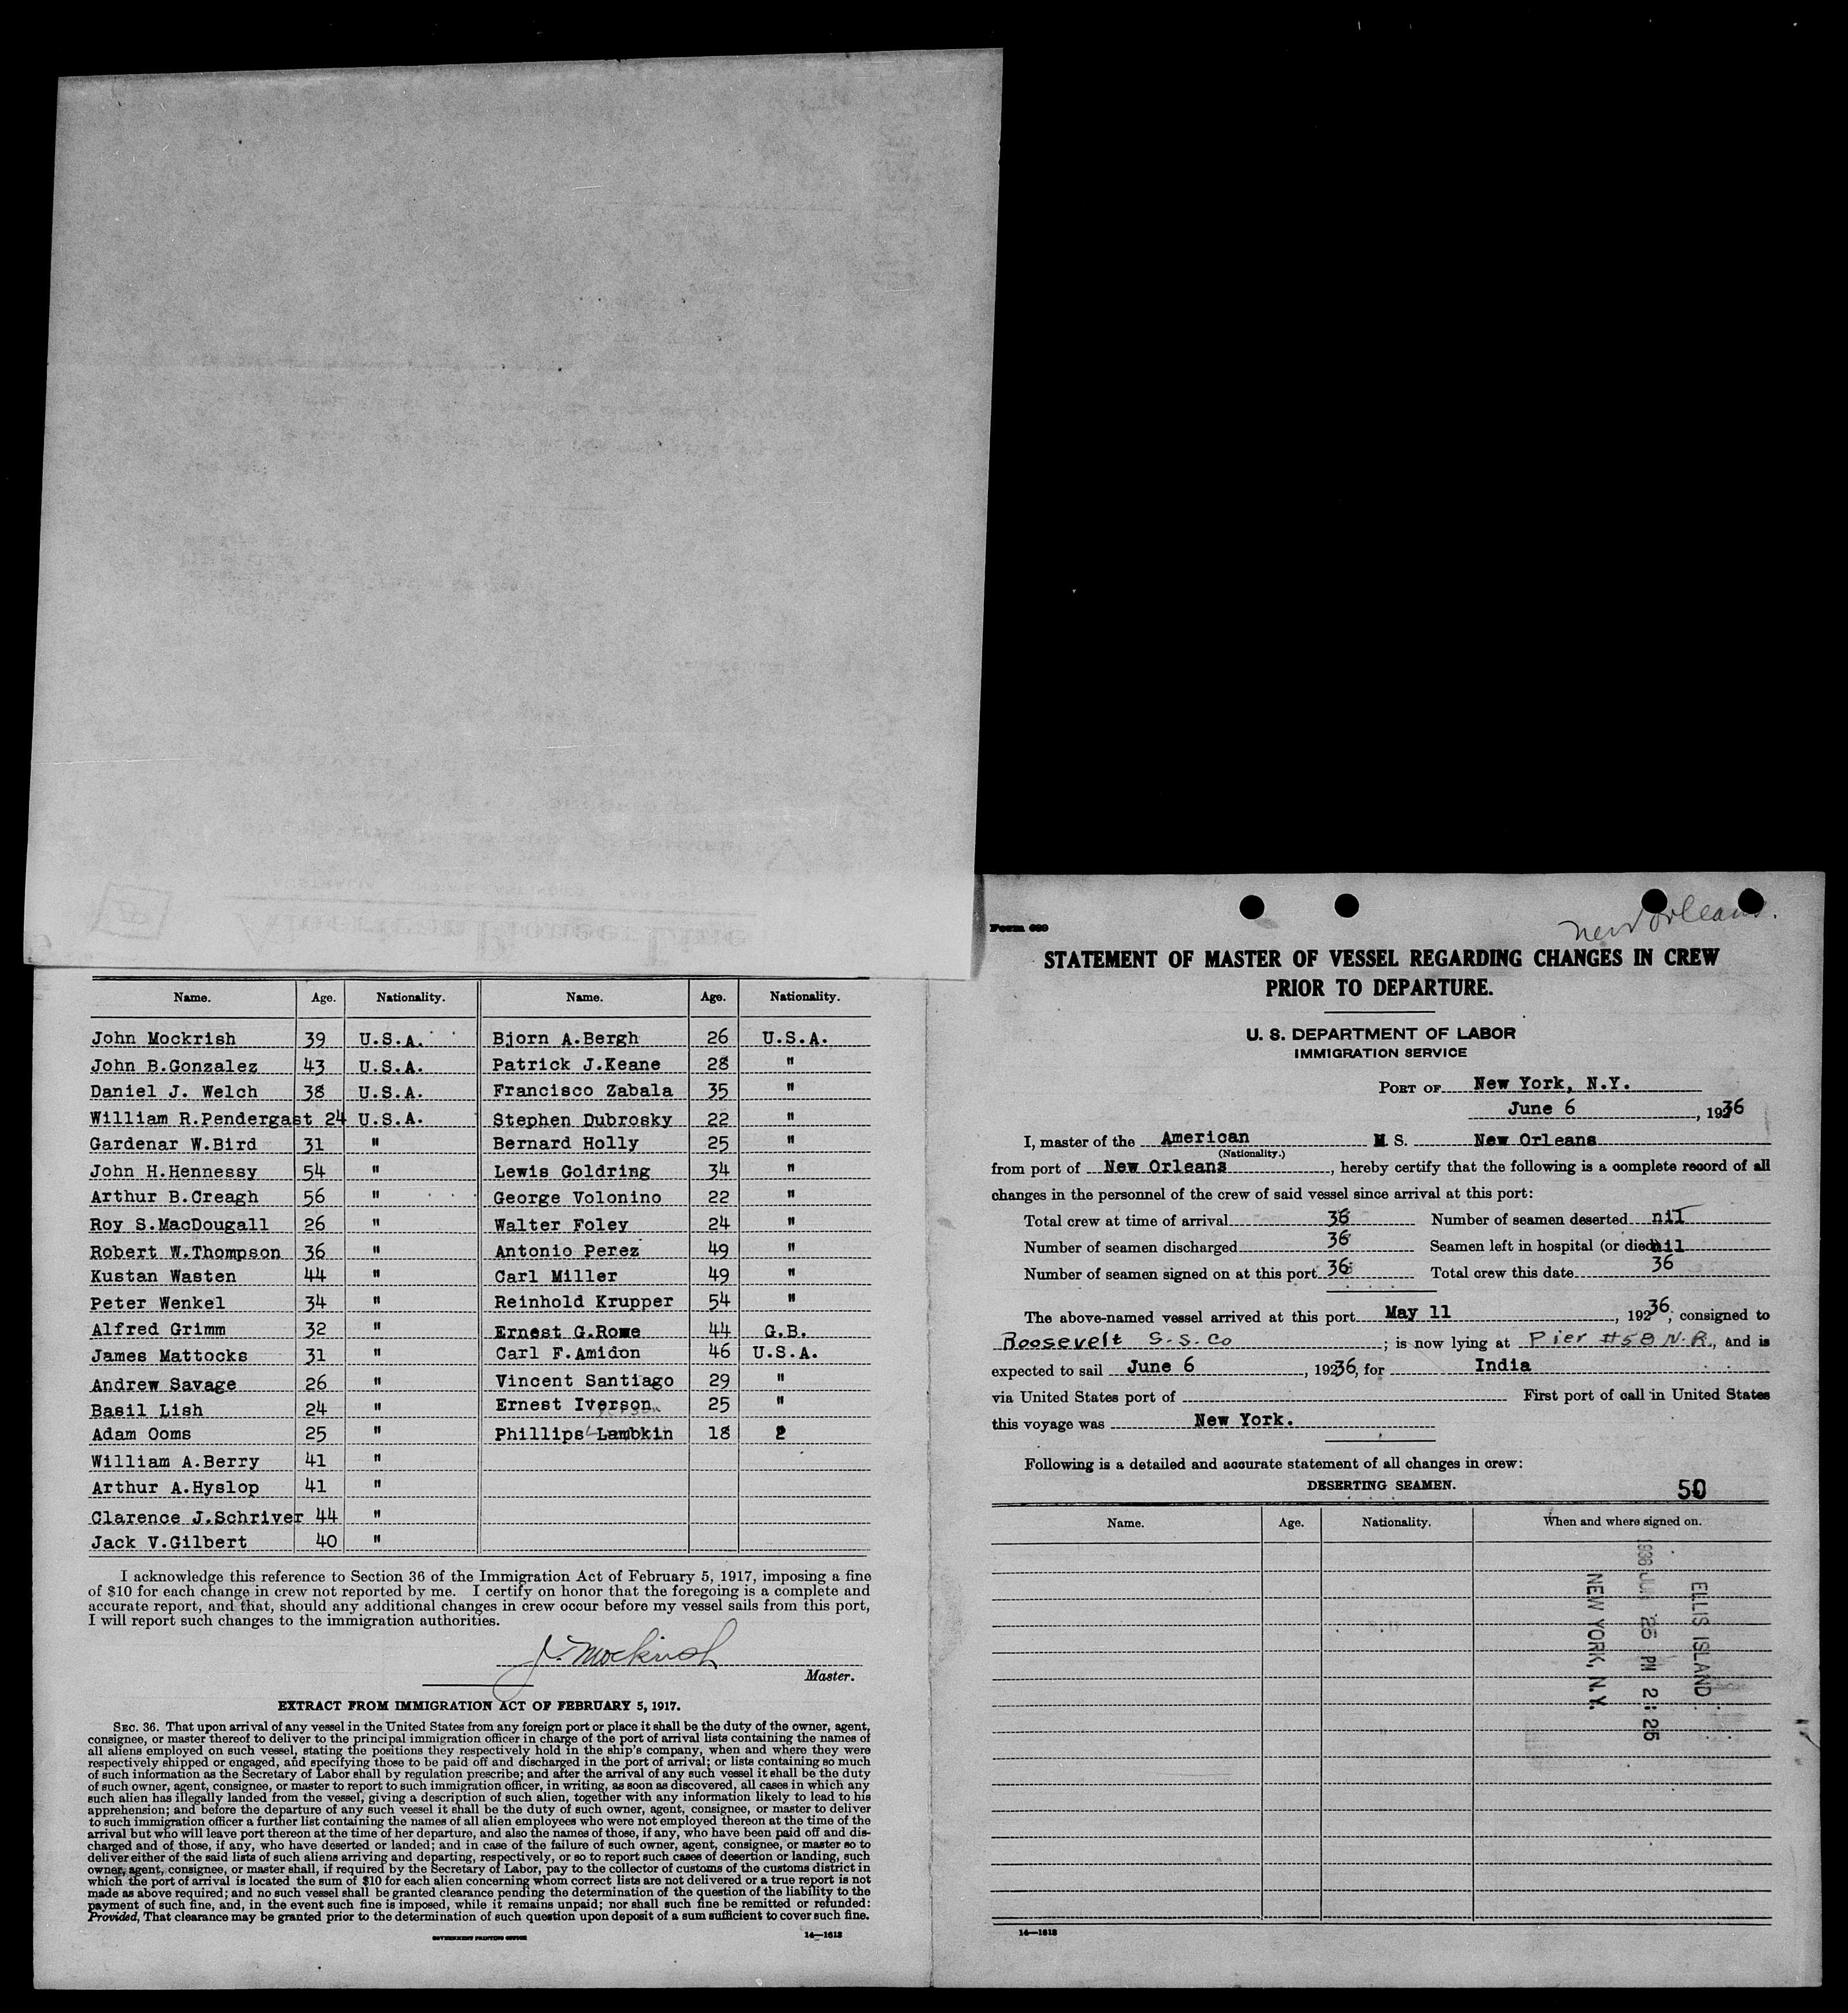 Name. Age. Nationality. Name. Age. Nationality.
John Mockrish 39 U.S.A. Bjorn A.Bergh 26 U.S.A.
John B.Gonzalez 43 U.S.A. Patrick J.Keane 28 "
Daniel J. Welch 38 U.S.A. Francisco Zabala 35 "
William R.Pendergast 24 U.S.A. Stephen Dubrosky 22 "
Gardenar W.Bird 31 " Bernard Holly 25 "
John H.Hennessy 54 " Lewis Goldring 34 "
Arthur B.Creagh 56 " George Volonino 22 "
Roy S.MacDougall 26 " Walter Foley 24 "
Robert W.Thompson 36 " Antonio Perez 49 "
Kustan Wasten 44 " Carl Miller 49 "
Peter Wenkel 34 " Reinhold Krupper 54 "
Alfred Grimm 32 " Ernest G.Rowe 44 G.B.
James Mattocks 31 " Carl F.Amidon 46 U.S.A.
Andrew Savage 26 " Vincent Santiago 29 "
Basil Lish 24 " Ernest Iverson 25 "
Adam Ooms 25 " Phillips Lambkin 18
William A.Berry 41 "
Arthur A.Hyslop 41 "
Clarence J.Schriver 44 "
Jack V.Gilbert 40 "
I acknowledge this reference to Section 36 of the Immigration Act of February 5, 1917, imposing a fine
of $10 for each change in crew not reported by me. I certify on honor that the foregoing is a complete and
accurate report, and that, should any additional changes in crew occur before my vessel sails from this port,
I will report such changes to the immigration authorities.
J. Mockrish
Master.
EXTRACT FROM IMMIGRATION ACT OF FEBRUARY 5, 1917.
SEC. 36. That upon arrival of any vessel in the United States from any foreign port or place it shall be the duty of the owner, agent,
consignee, or master thereof to deliver to the principal immigration officer in charge of the port of arrival lists containing the names of
all aliens employed on such vessel, stating the positions they respectively hold in the ship's company, when and where they were
respectively shipped or engaged, and specifying those to be paid off and discharged in the port of arrival; or lists containing so much
of such information as the Secretary of Labor shall by regulation prescribe; and after the arrival of any such vessel it shall be the duty
of such owner, agent, consignee, or master to report to such immigration officer, in writing, as soon as discovered, all cases in which any
such alien has illegally landed from the vessel, giving a description of such alien, together with any information likely to lead to his
apprehension; and before the departure of any such vessel it shall be the duty of such owner, agent, consignee, or master to deliver
to such immigration officer a further list containing the names of all alien employees who were not employed thereon at the time of the
arrival but who will leave port thereon at the time of her departure, and also the names of those, if any, who have been paid off and dis-
charged and of those, if any, who have deserted or landed; and in case of the failure of such owner, agent, consignee, or master so to
deliver either of the said lists of such aliens arriving and departing, respectively, or so to report such cases of desertion or landing, such
owner, agent, consignee, or master shall, if required by the Secretary of Labor, pay to the collector of customs of the customs district in
which the port of arrival is located the sum of $10 for each alien concerning whom correct lists are not delivered or a true report is not
made as above required; and no such vessel shall be granted clearance pending the determination of the question of the liability to the
payment of such fine, and, in the event such fine is imposed, while it remains unpaid; nor shall such fine be remitted or refunded:
Provided, That clearance may be granted prior to the determination of such question upon deposit of a sum sufficient to cover such fine.
GOVERNMENT PRINTING OFFICE 14—1618
New Orleans.
Form 680
STATEMENT OF MASTER OF VESSEL REGARDING CHANGES IN CREW
PRIOR TO DEPARTURE.
U. S. DEPARTMENT OF LABOR
IMMIGRATION SERVICE
PORT OF New York, N.Y.
June 6, 1936
I, master of the American M S. New Orleans
(Nationality.)
from port of New Orleans, hereby certify that the following is a complete record of all
changes in the personnel of the crew of said vessel since arrival at this port:
Total crew at time of arrival 36 Number of seamen deserted nil
Number of seamen discharged 36 Seamen left in hospital (or died) nil
Number of seamen signed on at this port 36 Total crew this date 36
The above-named vessel arrived at this port May 11, 19236; consigned to
Roosevelt S.S. Co; is now lying at Pier #58 N.R., and is
expected to sail June 6, 19236, for India
via United States port of First port of call in United States
this voyage was New York.
Following is a detailed and accurate statement of all changes in crew:
DESERTING SEAMEN. 50
Name. Age. Nationality. When and where signed on.
ELLIS ISLAND
1936 JUN 25 PM 2:25
NEW YORK, N.Y.
14—1618